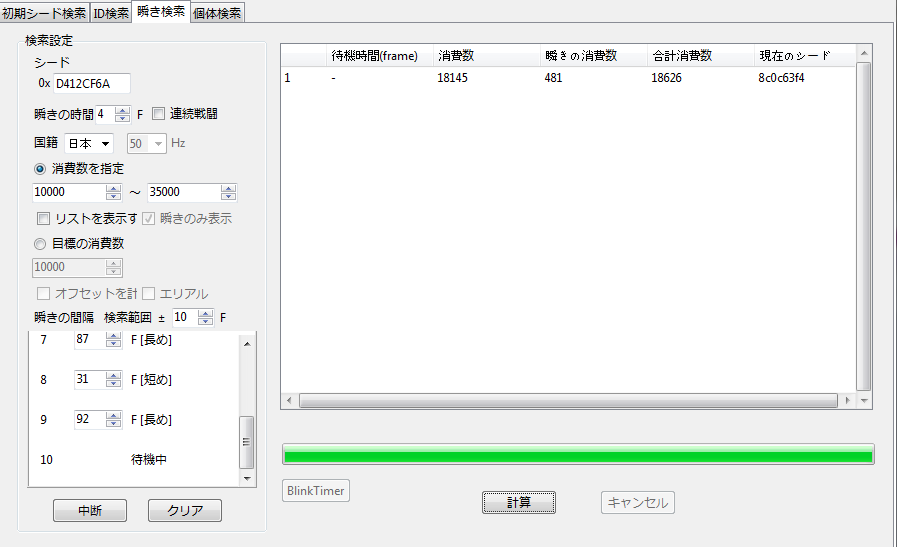 初期シード検索 ID検索 瞬き検索 個体検索
検索設定
シード
0x D412CF6A
瞬きの時間 4 F 連続戦闘
国籍 日本 50 Hz
消費数を指定
10000 ～ 35000
リストを表示す 瞬きのみ表示
目標の消費数
10000
オフセットを計 エリアル
瞬きの間隔 検索範囲 ± 10 F
7 87 F [長め]
8 31 F [短め]
9 92 F [長め]
10 待機中
中断 クリア
待機時間(frame) 消費数 瞬きの消費数 合計消費数 現在のシード
1 - 18145 481 18626 8c0c63f4
BlinkTimer
計算 キャンセル